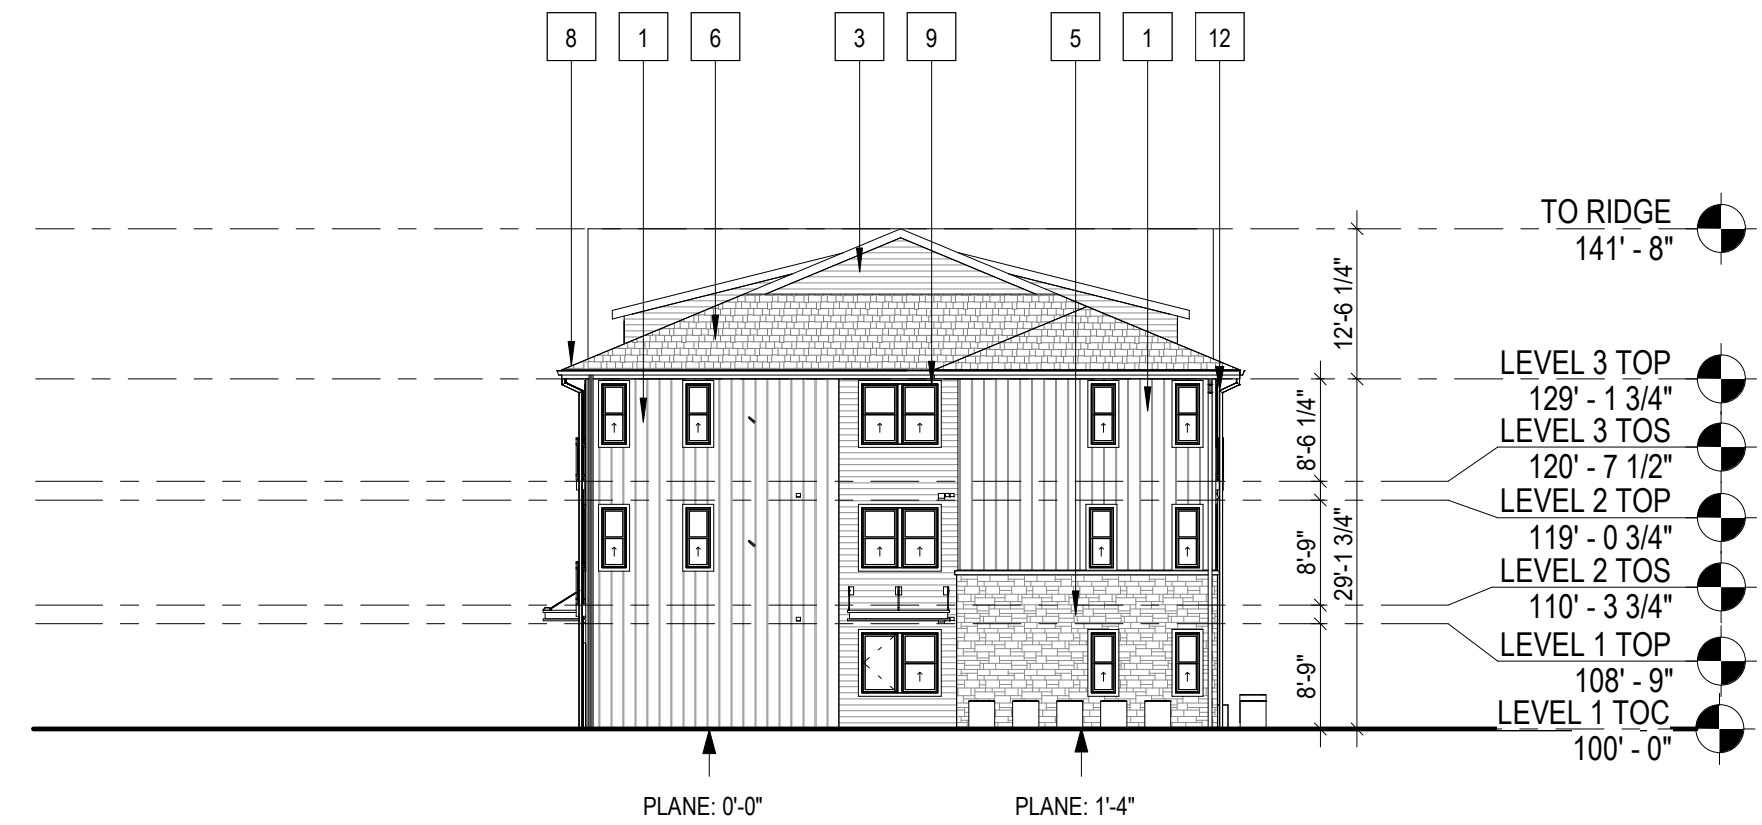 8 1 6 3 9 5 1 12
TO RIDGE
141' - 8"
12'-6 1/4"
LEVEL 3 TOP
129' - 1 3/4"
8'-6 1/4"
LEVEL 3 TOS
120' - 7 1/2"
LEVEL 2 TOP
119' - 0 3/4"
8'-9"
29'-1 3/4"
LEVEL 2 TOS
110' - 3 3/4"
LEVEL 1 TOP
108' - 9"
8'-9"
LEVEL 1 TOC
100' - 0"
PLANE: 0'-0"
PLANE: 1'-4"